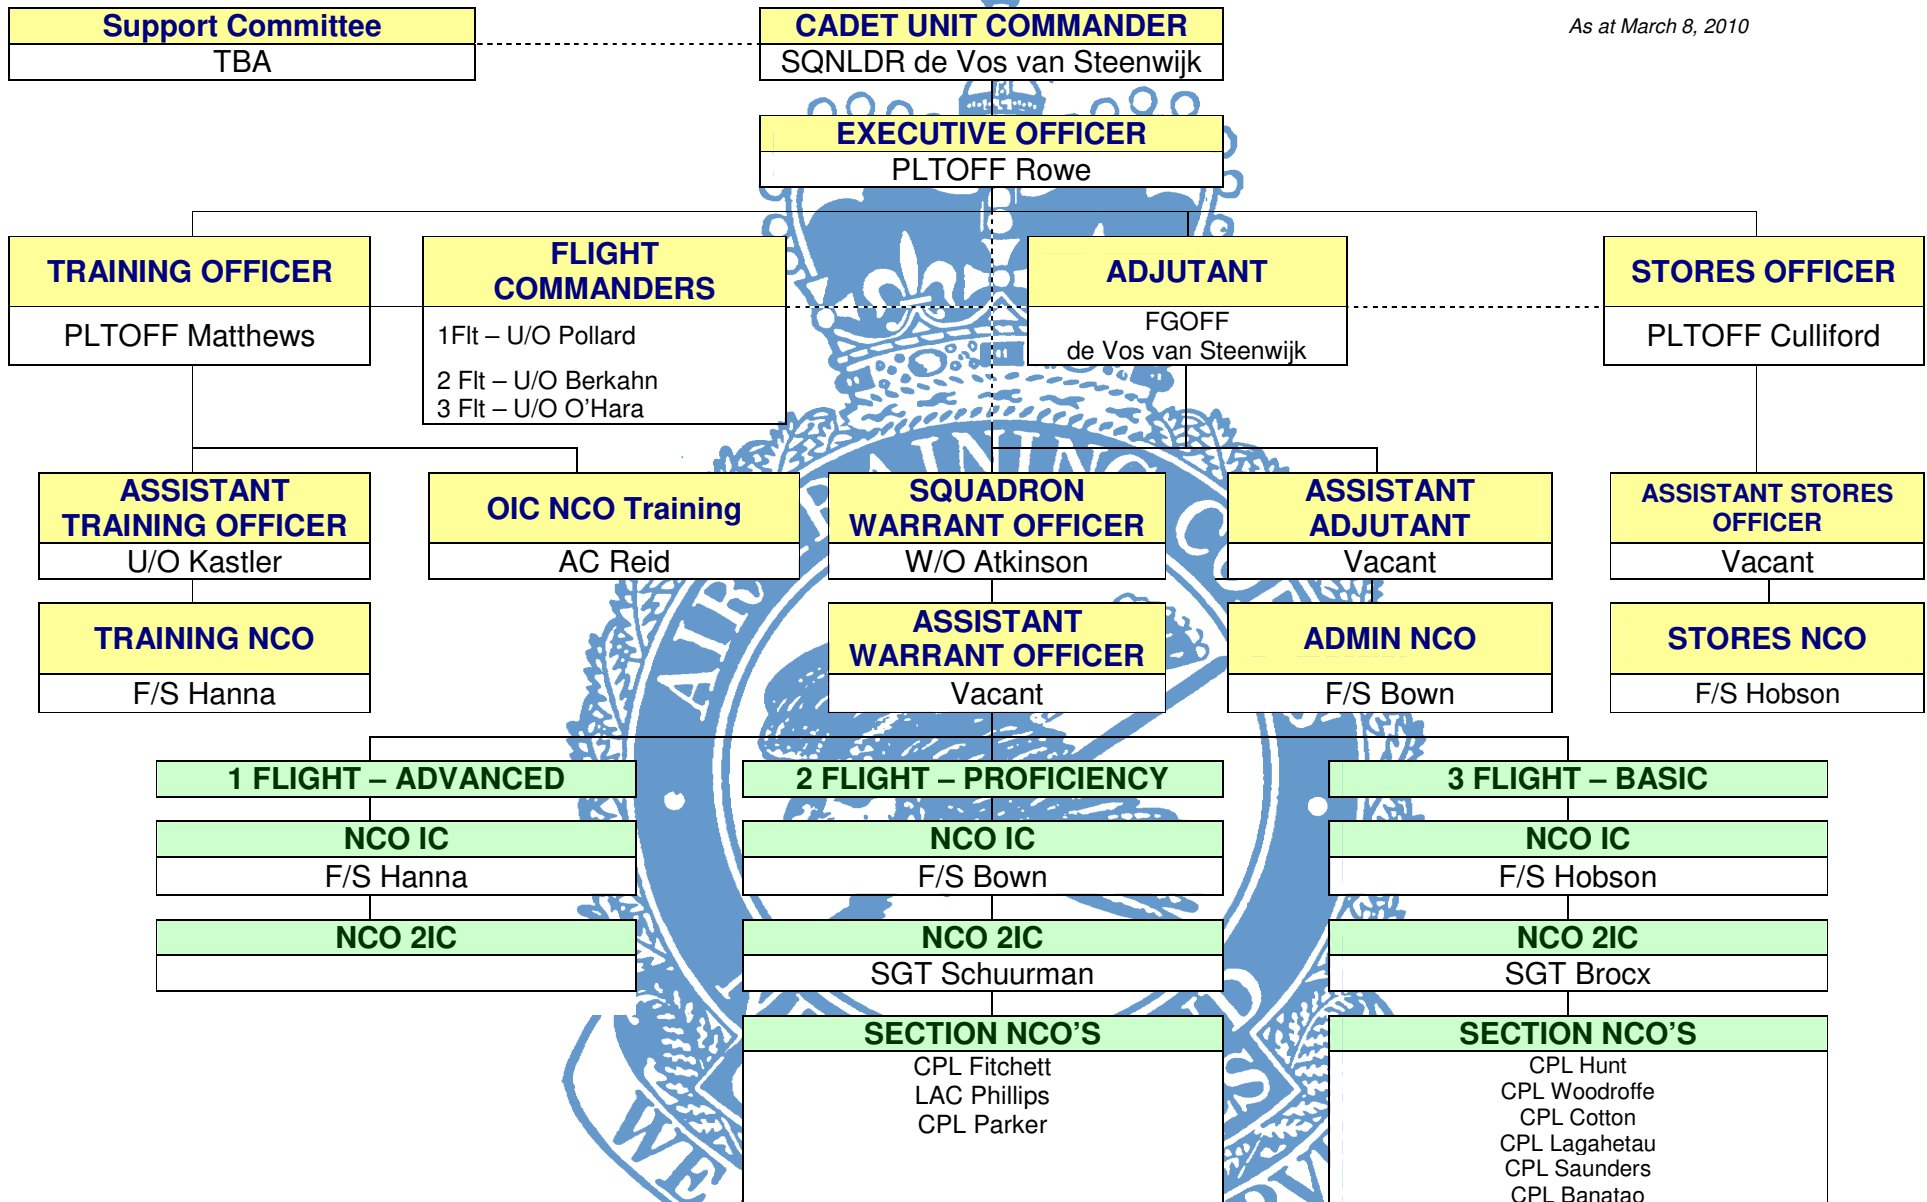 Support Committee
TBA
CADET UNIT COMMANDER
SQNLDR de Vos van Steenwijk
As at March 8, 2010
EXECUTIVE OFFICER
PLTOFF Rowe
TRAINING OFFICER
PLTOFF Matthews
FLIGHT
COMMANDERS
1Flt – U/O Pollard
2 Flt – U/O Berkahn
3 Flt – U/O O'Hara
ADJUTANT
FGOFF
de Vos van Steenwijk
STORES OFFICER
PLTOFF Culliford
ASSISTANT
TRAINING OFFICER
U/O Kastler
OIC NCO Training
AC Reid
SQUADRON
WARRANT OFFICER
W/O Atkinson
ASSISTANT
ADJUTANT
Vacant
ASSISTANT STORES
OFFICER
Vacant
TRAINING NCO
F/S Hanna
ASSISTANT
WARRANT OFFICER
Vacant
ADMIN NCO
F/S Bown
STORES NCO
F/S Hobson
1 FLIGHT – ADVANCED
NCO IC
F/S Hanna
NCO 2IC
2 FLIGHT – PROFICIENCY
NCO IC
F/S Bown
NCO 2IC
SGT Schuurman
SECTION NCO'S
CPL Fitchett
LAC Phillips
CPL Parker
3 FLIGHT – BASIC
NCO IC
F/S Hobson
NCO 2IC
SGT Brocx
SECTION NCO'S
CPL Hunt
CPL Woodroffe
CPL Cotton
CPL Lagahetau
CPL Saunders
CPL Banatao
AIR
WE